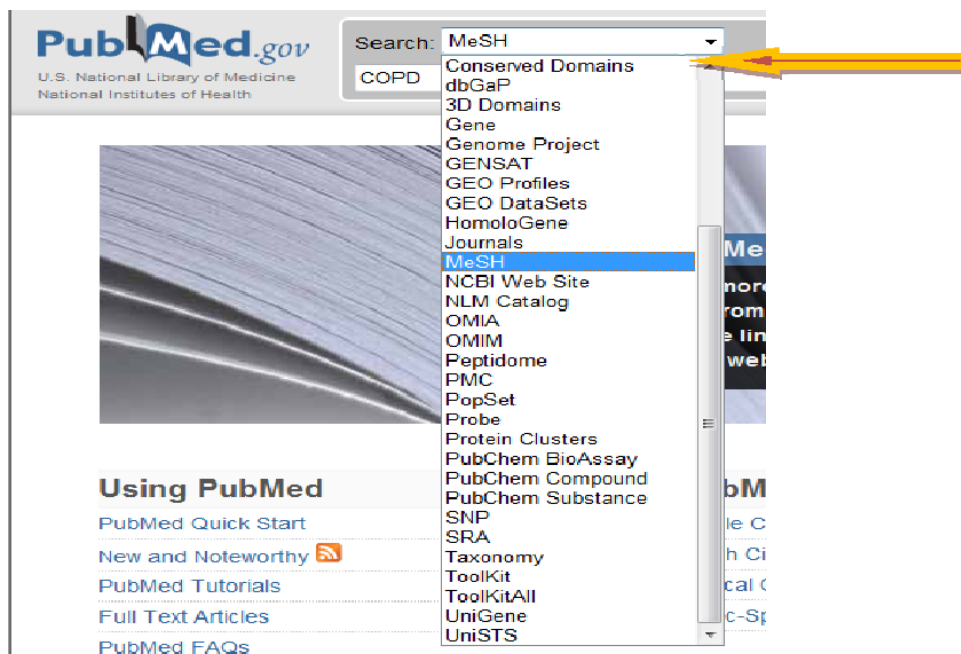 PubMed.gov
U.S. National Library of Medicine
National Institutes of Health
Search: MeSH
COPD
Conserved Domains
dbGaP
3D Domains
Gene
Genome Project
GENSAT
GEO Profiles
GEO DataSets
HomoloGene
Journals
MeSH
NCBI Web Site
NLM Catalog
OMIA
OMIM
Peptidome
PMC
PopSet
Probe
Protein Clusters
PubChem BioAssay
PubChem Compound
PubChem Substance
SNP
SRA
Taxonomy
ToolKit
ToolKitAll
UniGene
UniSTS
Using PubMed
PubMed Quick Start
New and Noteworthy
PubMed Tutorials
Full Text Articles
PubMed FAQs